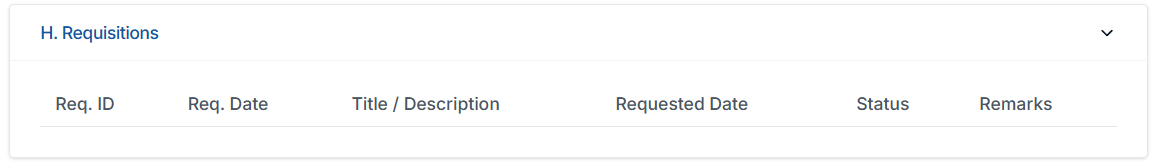 H. Requisitions
Req. ID Req. Date Title / Description Requested Date Status Remarks